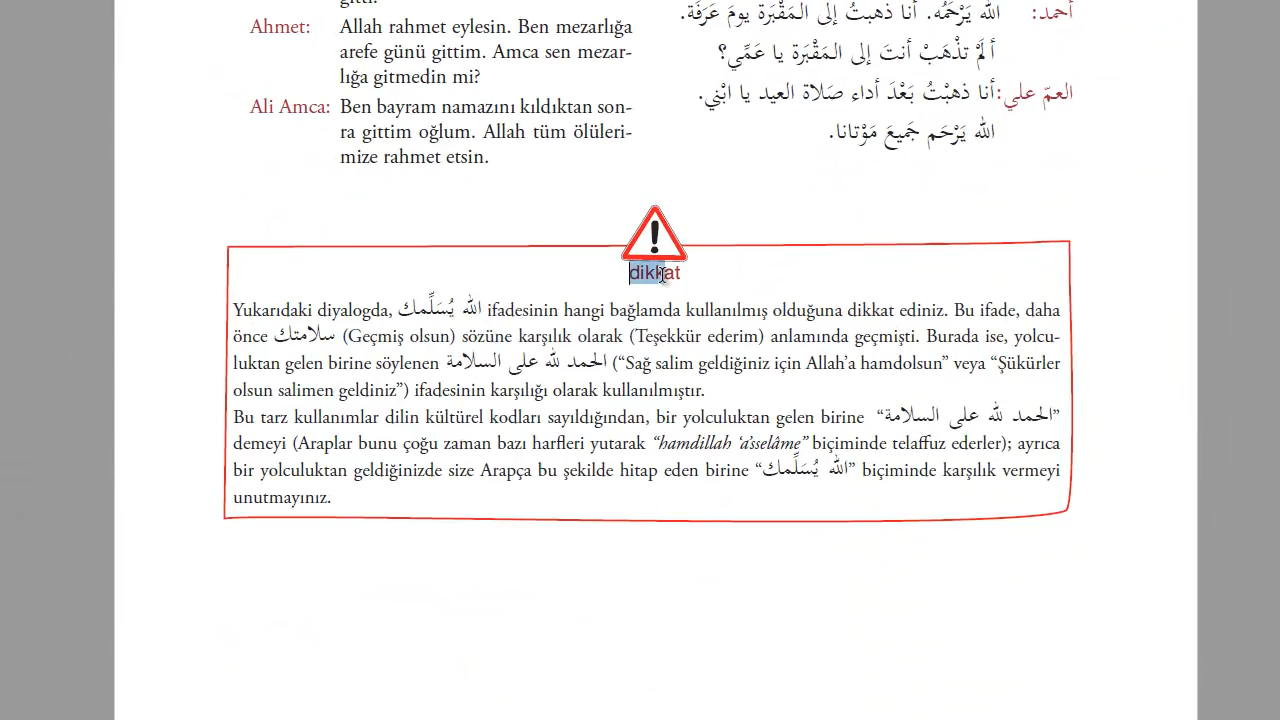 gitti.
Ahmet: Allah rahmet eylesin. Ben mezarlığa
arefe günü gittim. Amca sen mezar-
lığa gitmedin mi?
Ali Amca: Ben bayram namazını kıldıktan son-
ra gittim oğlum. Allah tüm ölüleri-
mize rahmet etsin.
أحمد: الله يَرْحَمُه. أنا ذهبتُ إلى المَقْبَرَة يومَ عَرَفَة.
ألَمْ تذْهَبْ أنتَ إلى المَقْبَرَة يا عَمِّي؟
العمّ علي: أنا ذهبْتُ بَعْدَ أداء صَلاة العيد يا ابْني.
الله يَرْحَم جَميعَ مَوْتانا.
dikkat
Yukarıdaki diyalogda, الله يُسَلِّمك ifadesinin hangi bağlamda kullanılmış olduğuna dikkat ediniz. Bu ifade, daha
önce سلامتك (Geçmiş olsun) sözüne karşılık olarak (Teşekkür ederim) anlamında geçmişti. Burada ise, yolcu-
luktan gelen birine söylenen الحمد لله على السلامة (“Sağ salim geldiğiniz için Allah’a hamdolsun” veya “Şükürler
olsun salimen geldiniz”) ifadesinin karşılığı olarak kullanılmıştır.
Bu tarz kullanımlar dilin kültürel kodları sayıldığından, bir yolculuktan gelen birine “الحمد لله على السلامة”
demeyi (Araplar bunu çoğu zaman bazı harfleri yutarak “hamdillah ‘a’sselâme” biçiminde telaffuz ederler); ayrıca
bir yolculuktan geldiğinizde size Arapça bu şekilde hitap eden birine “الله يُسَلِّمك” biçiminde karşılık vermeyi
unutmayınız.